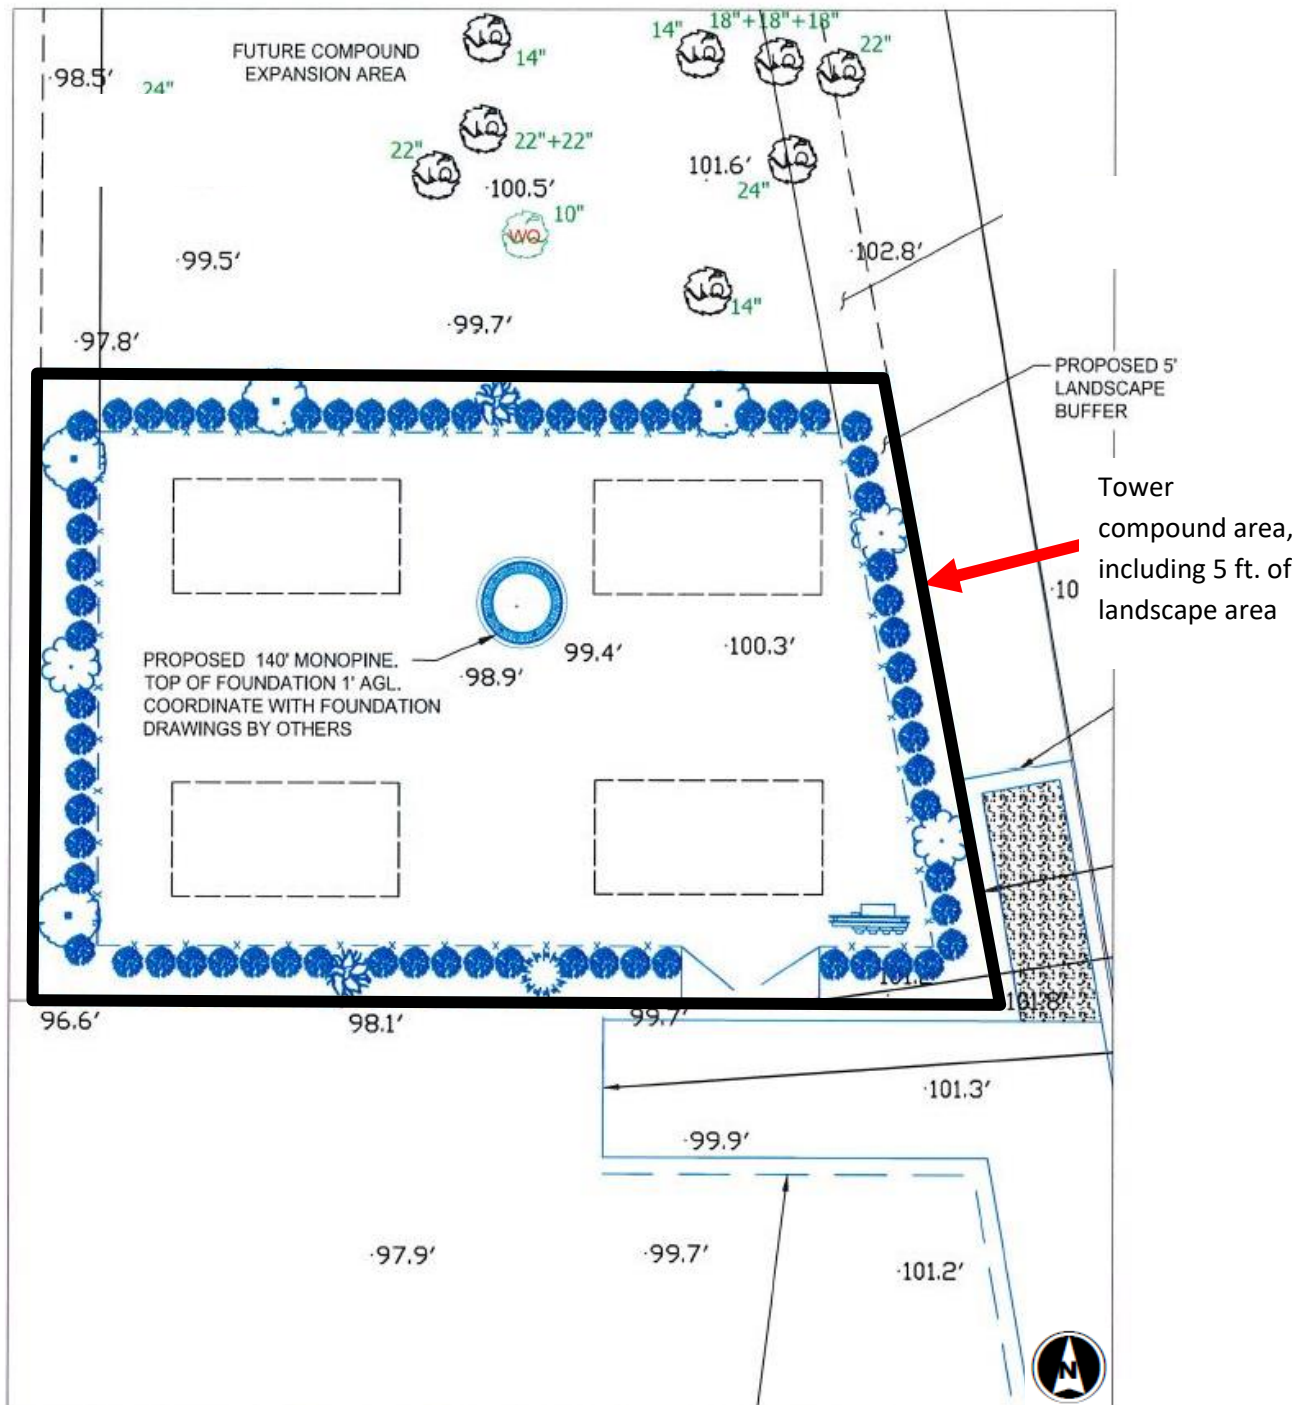 FUTURE COMPOUND
EXPANSION AREA
14"
14"
18"+18"+18"
22"
·98.5'
24"
22"
22"+22"
·100.5'
101.6'
24"
10"
WO
·99.5'
·102.8'
·97.8'
·99.7'
14"
PROPOSED 5'
LANDSCAPE
BUFFER
Tower
compound area,
including 5 ft. of
landscape area
·10
PROPOSED 140' MONOPINE.
TOP OF FOUNDATION 1' AGL.
COORDINATE WITH FOUNDATION
DRAWINGS BY OTHERS
·98.9'
99.4'
·100.3'
101.8'
96.6'
98.1'
99.7'
·101.3'
·99.9'
·97.9'
·99.7'
·101.2'
N